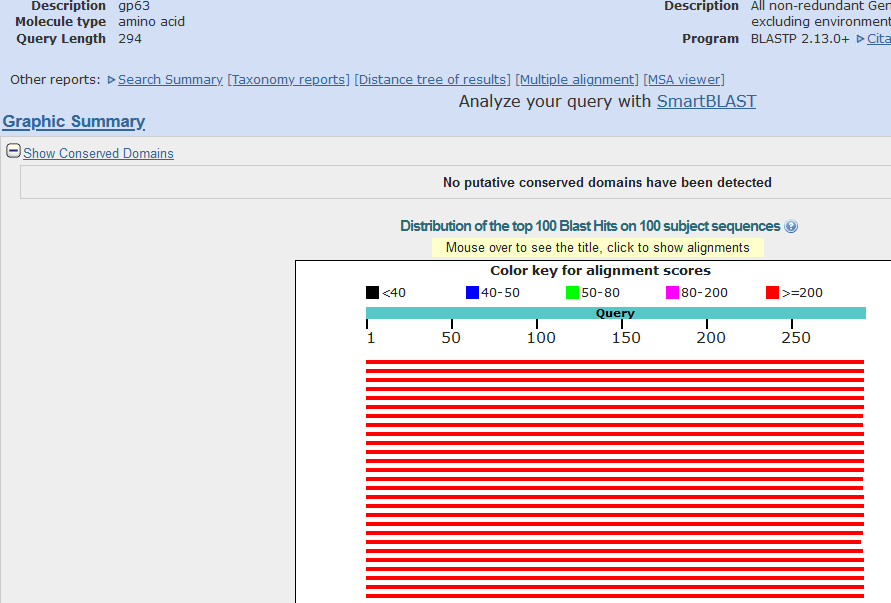 Description gp63
Molecule type amino acid
Query Length 294
Description All non-redundant Gen
excluding environment
Program BLASTP 2.13.0+ Cita
Other reports: Search Summary [Taxonomy reports] [Distance tree of results] [Multiple alignment] [MSA viewer]
Analyze your query with SmartBLAST
Graphic Summary
Show Conserved Domains
No putative conserved domains have been detected
Distribution of the top 100 Blast Hits on 100 subject sequences ?
Mouse over to see the title, click to show alignments
Color key for alignment scores
<40 40-50 50-80 80-200 >=200
Query
1 50 100 150 200 250